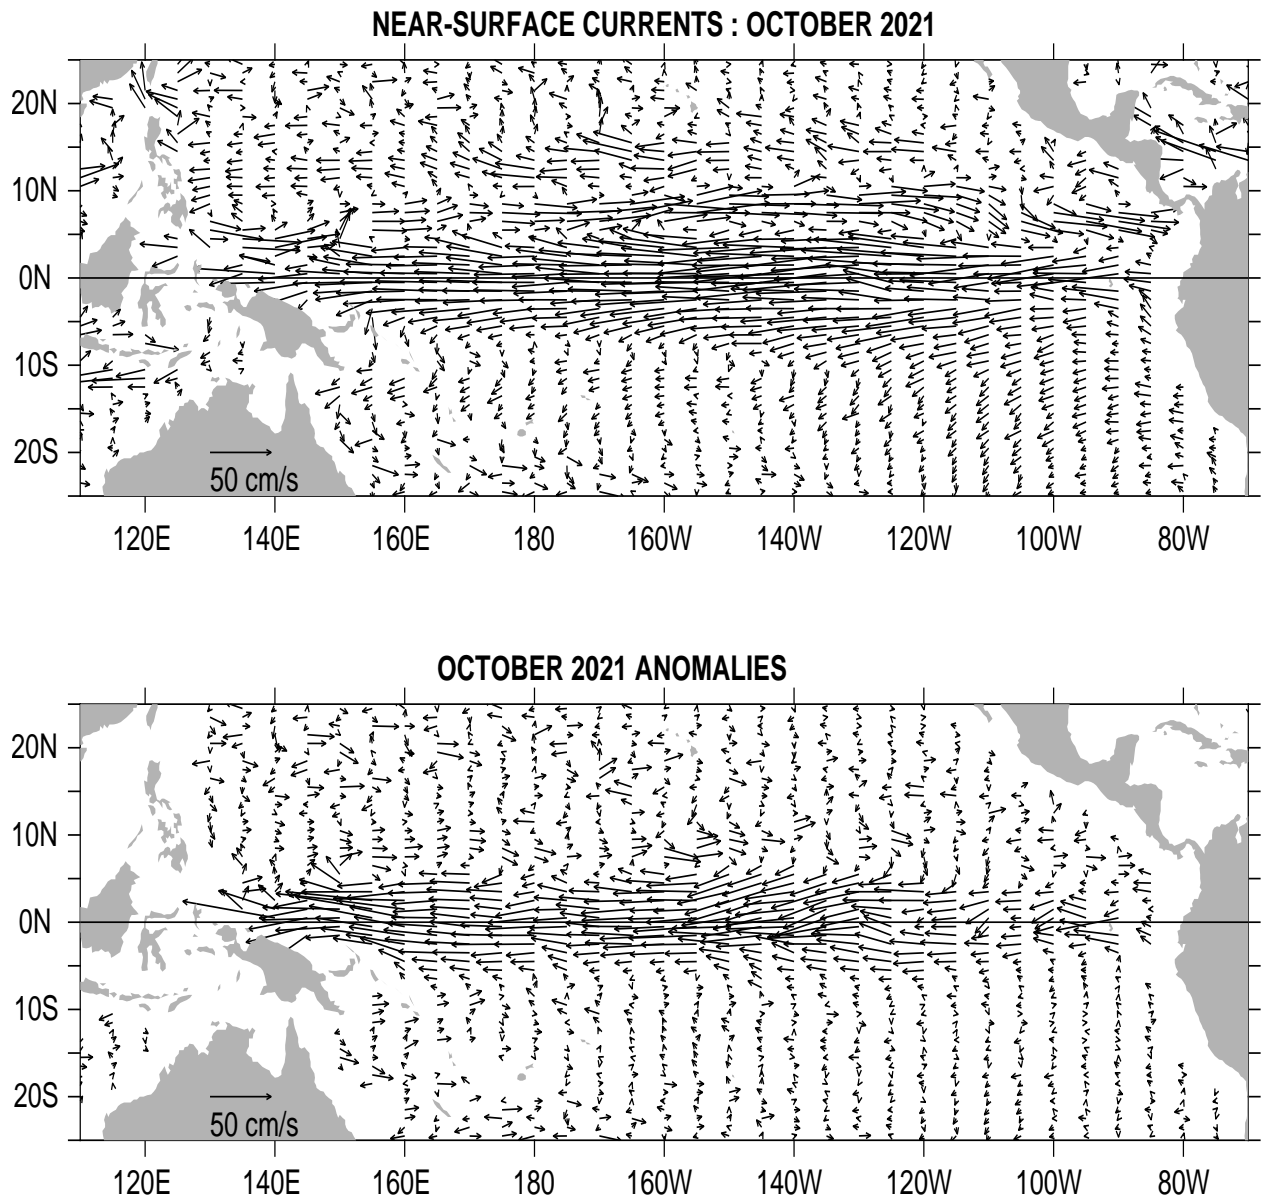 NEAR-SURFACE CURRENTS : OCTOBER 2021
20N
10N
0N
10S
20S
50 cm/s
120E 140E 160E 180 160W 140W 120W 100W 80W
OCTOBER 2021 ANOMALIES
20N
10N
0N
10S
20S
50 cm/s
120E 140E 160E 180 160W 140W 120W 100W 80W